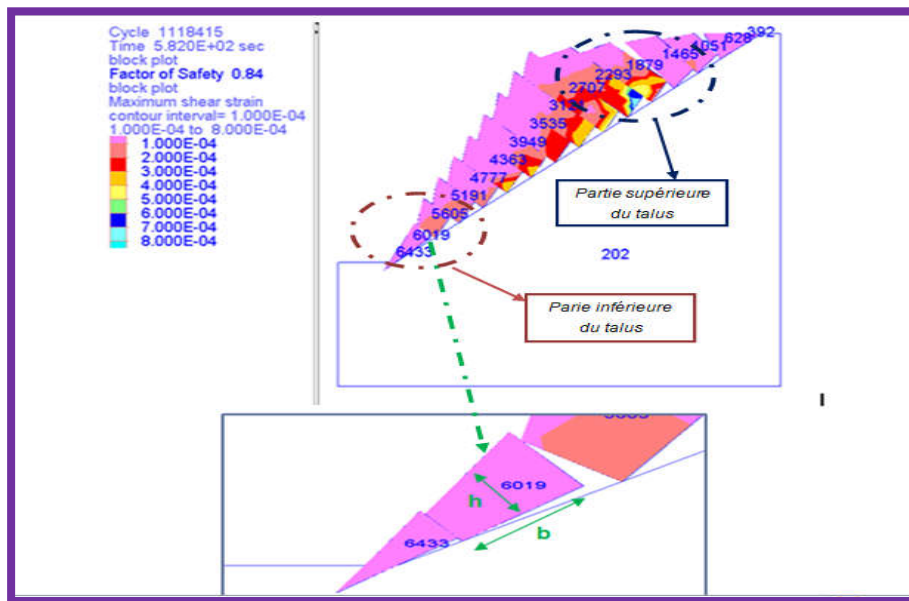 Cycle 1118415
Time 5.820E+02 sec
block plot
Factor of Safety 0.84
block plot
Maximum shear strain
contour interval= 1.000E-04
1.000E-04 to 8.000E-04
1.000E-04
2.000E-04
3.000E-04
4.000E-04
5.000E-04
6.000E-04
7.000E-04
8.000E-04
392
628
1051
1465
1879
2293
2707
3535
3949
4363
4777
5191
5605
6019
6433
202
Partie supérieure
du talus
Parie inférieure
du talus
6019
h
b
6433